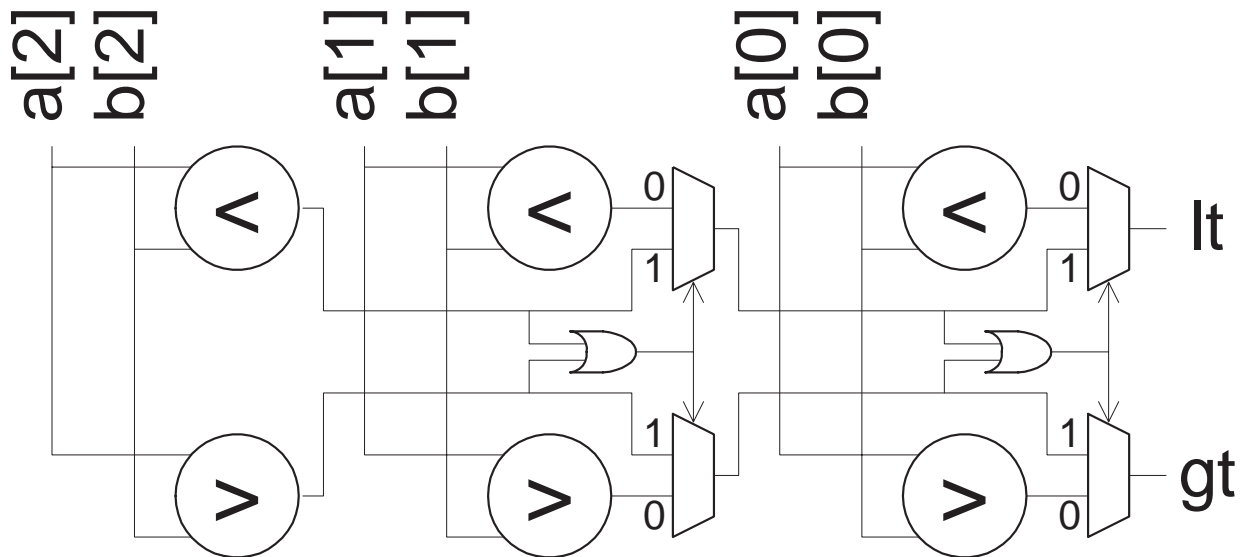 a[2]
b[2]
a[1]
b[1]
a[0]
b[0]
<
<
0
<
0
lt
1
1
1
1
>
>
0
>
0
gt